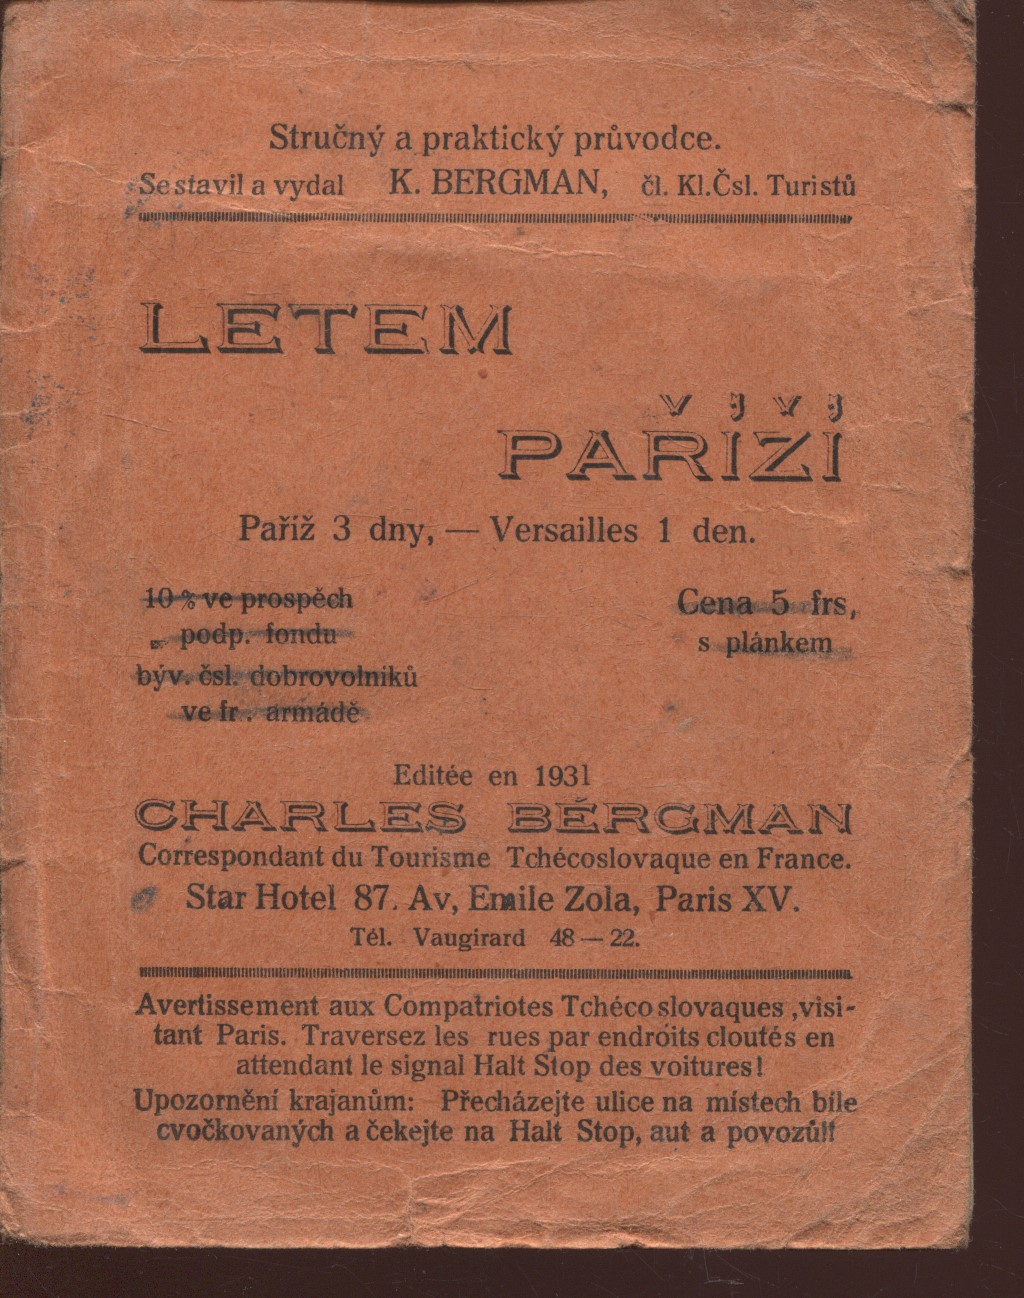 Stručný a praktický průvodce.
Sestavil a vydal K. BERGMAN, čl. Kl.Čsl. Turistů
LETEM
PAŘÍŽÍ
Paříž 3 dny, — Versailles 1 den.
10 % ve prospěch
podp. fondu
býv. čsl. dobrovolníků
ve fr. armádě
Cena 5 frs,
s plánkem
Editée en 1931
CHARLES BERGMAN
Correspondant du Tourisme Tchécoslovaque en France.
Star Hotel 87. Av, Emile Zola, Paris XV.
Tél. Vaugirard 48 — 22.
Avertissement aux Compatriotes Tchécoslovaques ,visi-
tant Paris. Traversez les rues par endroits cloutés en
attendant le signal Halt Stop des voitures!
Upozornění krajanům: Přecházejte ulice na místech bíle
cvočkovaných a čekejte na Halt Stop, aut a povozů!!